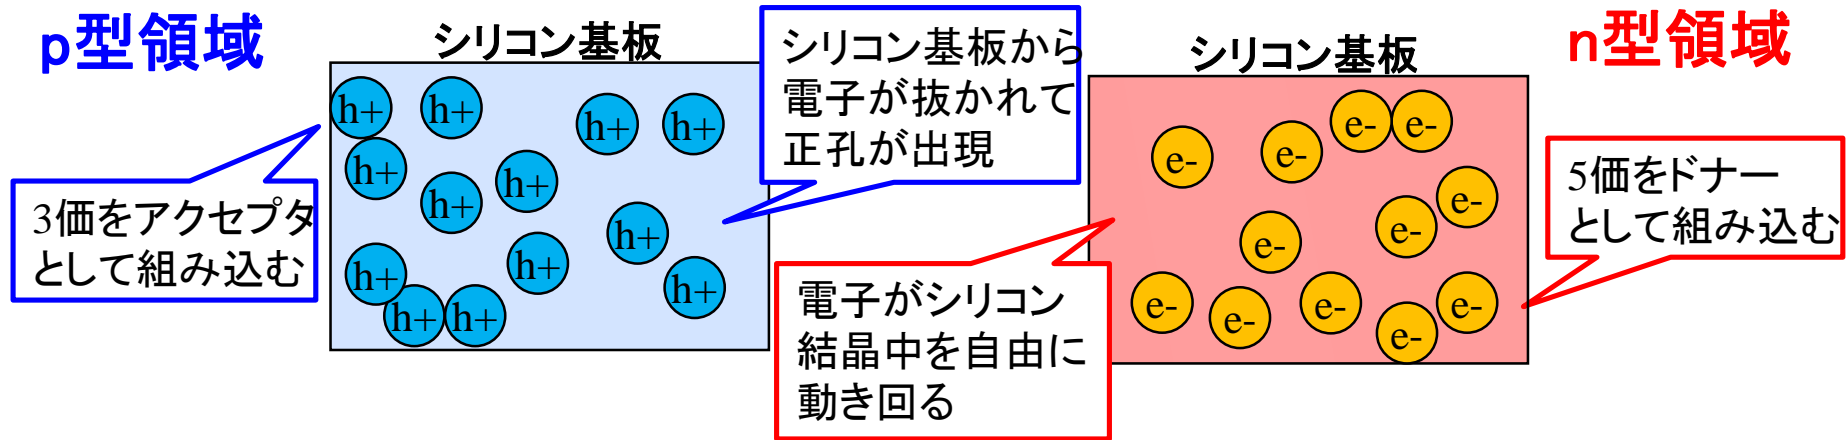 p型領域
シリコン基板
h+
h+
h+
h+
h+
h+
h+
h+
h+
h+
h+
h+
h+
3価をアクセプタ
として組み込む
シリコン基板から
電子が抜かれて
正孔が出現
シリコン基板
n型領域
e-
e-
e-
e-
e-
e-
e-
e-
e-
e-
e-
e-
電子がシリコン
結晶中を自由に
動き回る
5価をドナー
として組み込む